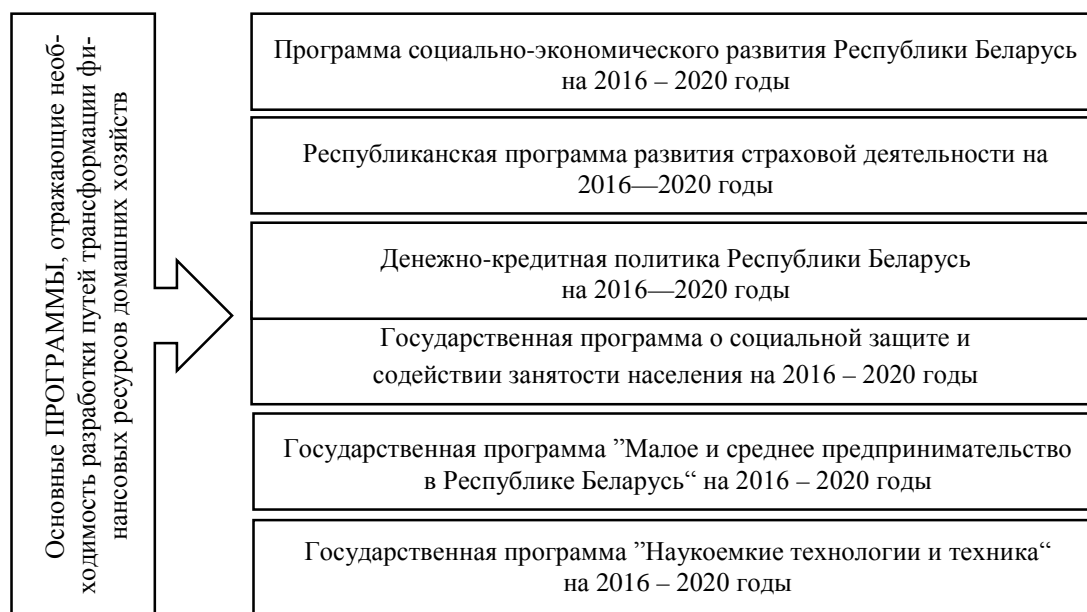 Основные ПРОГРАММЫ, отражающие необ-
ходимость разработки путей трансформации фи-
нансовых ресурсов домашних хозяйств
Программа социально-экономического развития Республики Беларусь
на 2016 – 2020 годы
Республиканская программа развития страховой деятельности на
2016—2020 годы
Денежно-кредитная политика Республики Беларусь
на 2016—2020 годы
Государственная программа о социальной защите и
содействии занятости населения на 2016 – 2020 годы
Государственная программа ”Малое и среднее предпринимательство
в Республике Беларусь“ на 2016 – 2020 годы
Государственная программа ”Наукоемкие технологии и техника“
на 2016 – 2020 годы